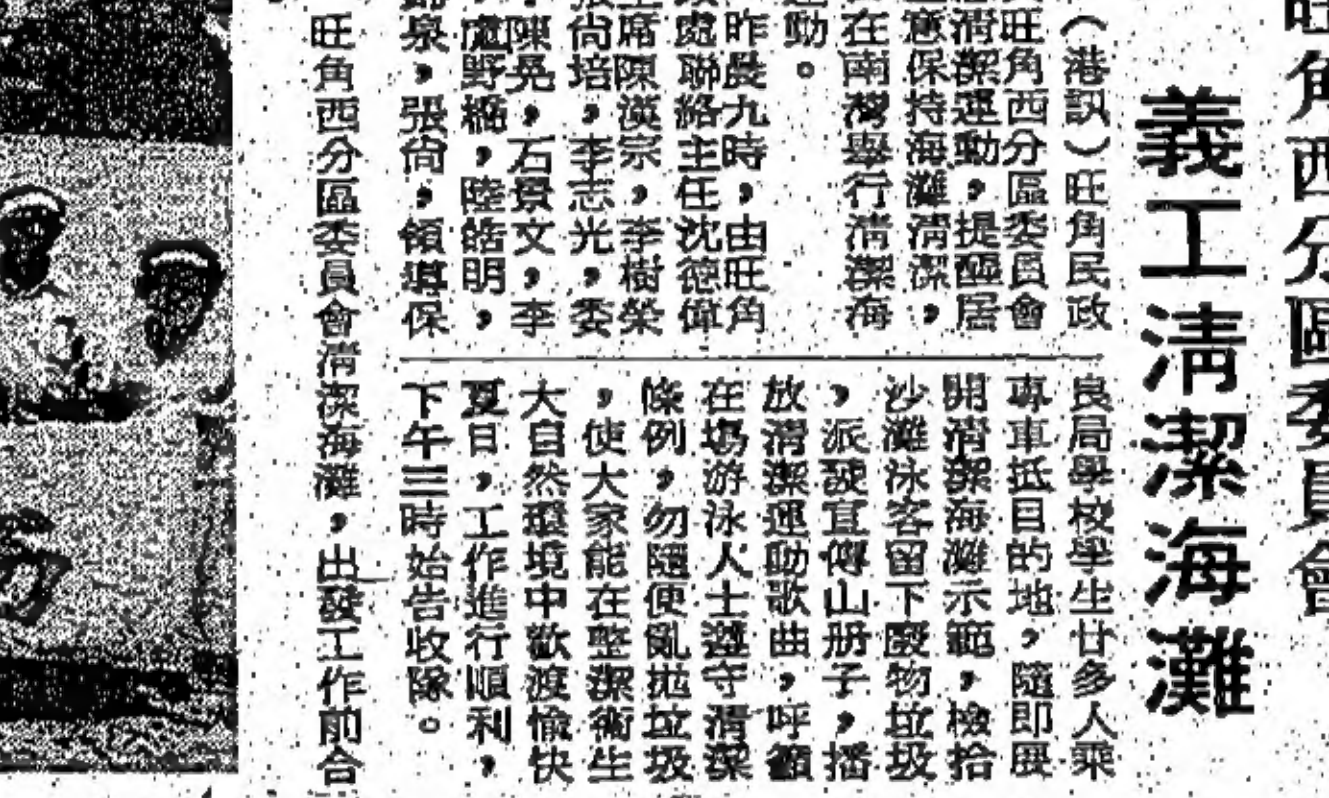 旺角西分區委員會
義工清潔海灘
（港訊）旺角民政
旺角西分區委員會
清潔運動，提醒居
意保持海灘清潔，
在南灣舉行清潔海
動。
昨晨九時，由旺角
處聯絡主任沈德偉
席陳漢宗，李樹榮
張尙培，李志光，委
陳晃，石景文，李
處野橋，陸皓明，
泉，張尙，領導保
良局學校學生廿多人乘
專車抵目的地，隨即展
開清潔海灘示範，檢拾
沙灘泳客留下廢物垃圾
，派發宣傳山册子，播
放清潔運動歌曲，呼籲
在塲游泳人士遵守清潔
條例，勿隨便亂拋垃圾
，使大家能在整潔衞生
大自然環境中歡渡愉快
夏日，工作進行順利，
下午三時始告收隊。
旺角西分區委員會清潔海灘，出發工作前合